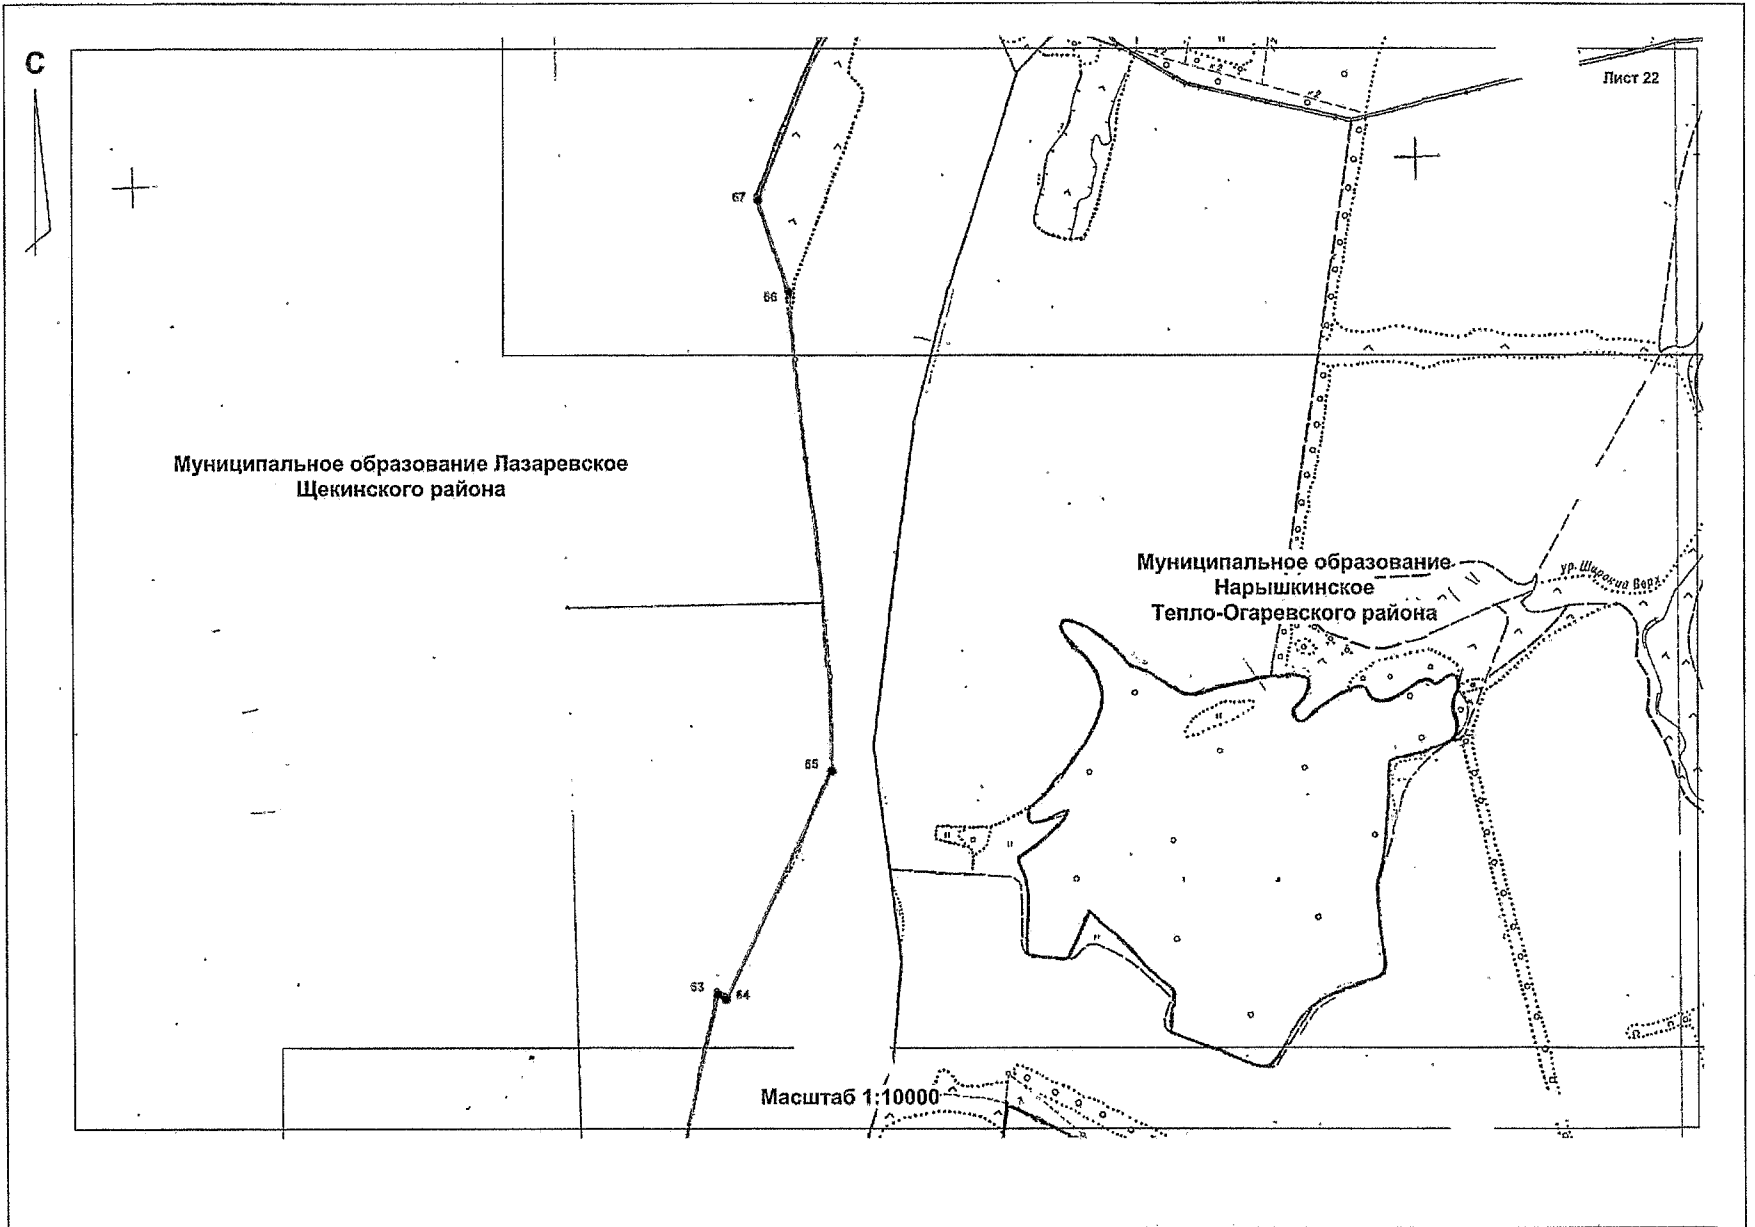 С
Лист 22
67
66
Муниципальное образование Лазаревское
Щекинского района
Муниципальное образование
Нарышкинское
Тепло-Огаревского района
ур. Широкий Верх
65
63
64
Масштаб 1:10000